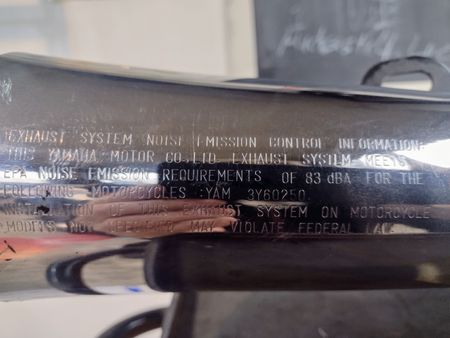 EXHAUST SYSTEM NOISE EMISSION CONTROL INFORMATION
THIS YAMAHA MOTOR CO.LTD. EXHAUST SYSTEM MEETS
EPA NOISE EMISSION REQUIREMENTS OF 83 dBA FOR THE
FOLLOWING MOTORCYCLES :YAM 3Y60250
INSTALLATION OF THIS EXHAUST SYSTEM ON MOTORCYCLE
MODELS NOT SPECIFIED MAY VIOLATE FEDERAL LAW